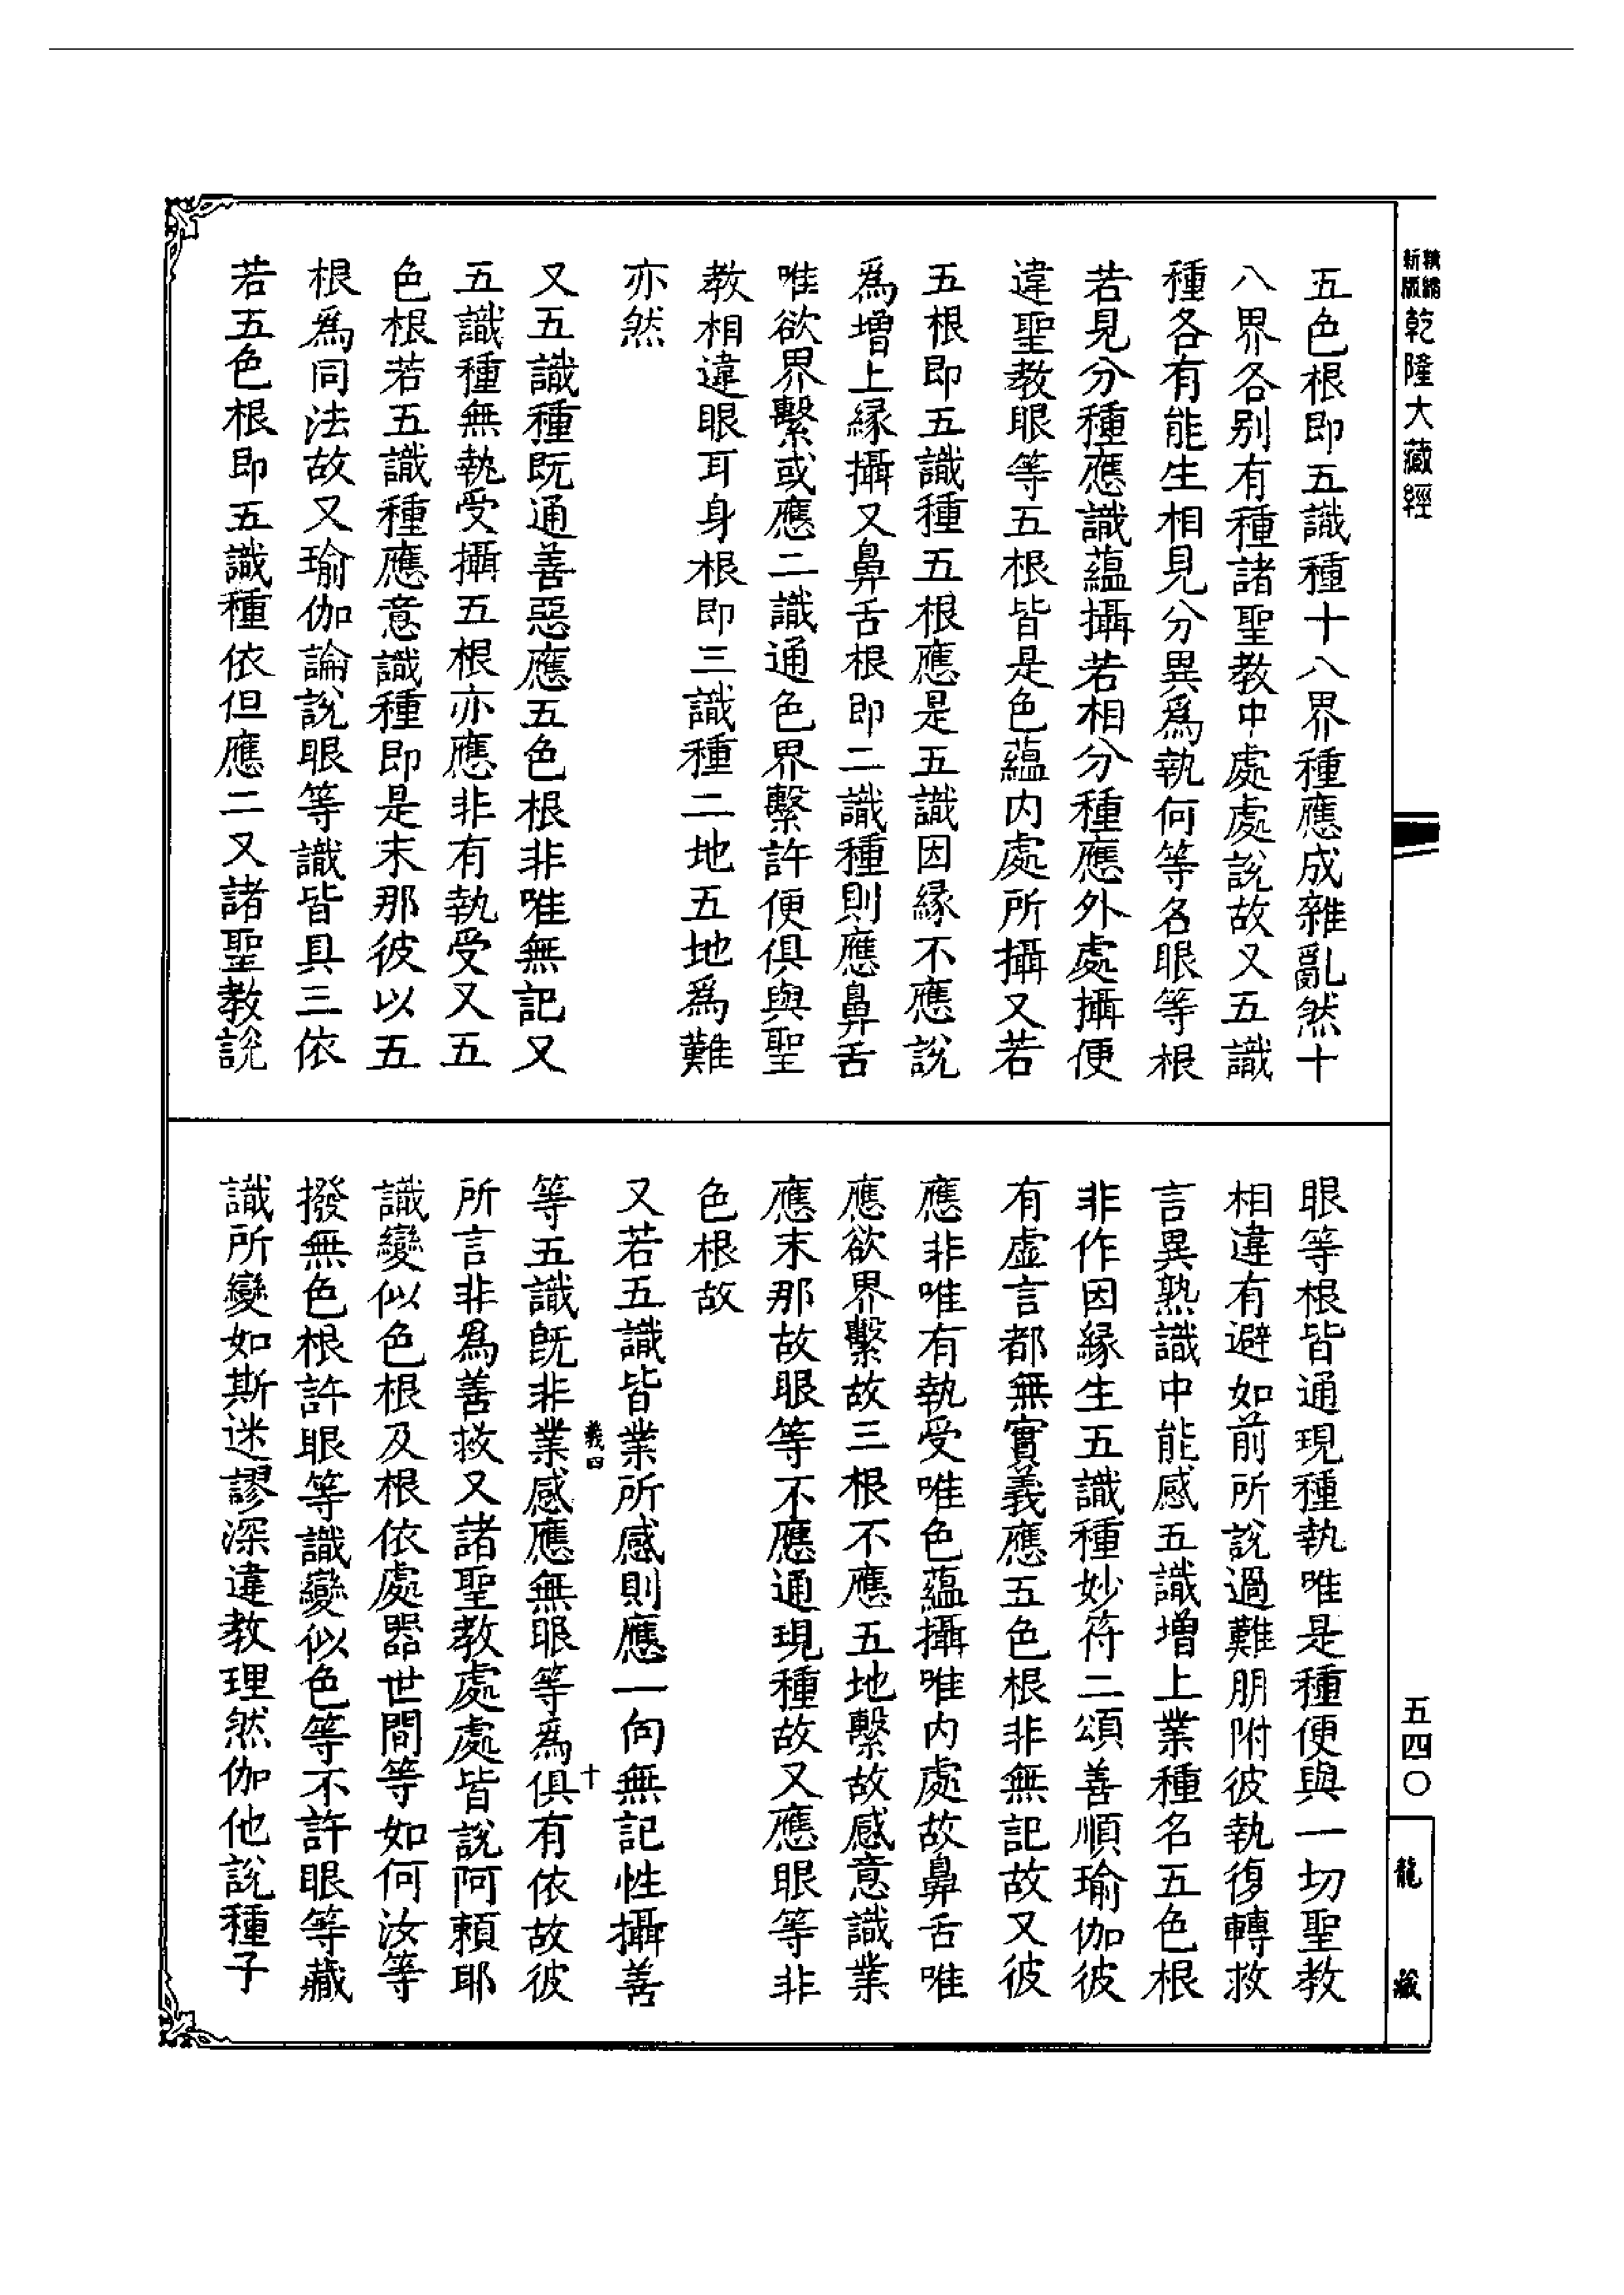 新版精縮乾隆大藏經
五色根即五識種十八界種應成雜亂然十
八界各别有種諸聖教中處處說故又五識
種各有能生相見分異爲執何等名眼等根
若見分種應識蘊攝若相分種應外處攝便
違聖教眼等五根皆是色蘊内處所攝又若
五根即五識種五根應是五識因緣不應說
爲增上緣攝又鼻舌根即二識種則應鼻舌
唯欲界繫或應二識通色界繫許便俱與聖
教相違眼耳身根即三識種二地五地爲難
亦然
又五識種既通善惡應五色根非唯無記又
五識種無執受攝五根亦應非有執受又五
色根若五識種應意識種即是末那彼以五
根爲同法故又瑜伽論說眼等識皆具三依
若五色根即五識種依但應二又諸聖教說
眼等根皆通現種執唯是種便與一切聖教
相違有避如前所說過難朋附彼執復轉救
言異熟識中能感五識增上業種名五色根
非作因緣生五識種妙符二頌善順瑜伽彼
有虚言都無實義應五色根非無記故又彼
應非唯有執受唯色蘊攝唯内處故鼻舌唯
應欲界繫故三根不應五地繫故感意識業
應末那故眼等不應通現種故又應眼等非
色根故
又若五識皆業所感則應一向無記性攝善
義四
十
等五識旣非業感應無眼等爲俱有依故彼
所言非爲善救又諸聖教處處皆說阿賴耶
識變似色根及根依處器世間等如何汝等
撥無色根許眼等識變似色等不許眼等藏
識所變如斯迷謬深違教理然伽他說種子
五四〇
龍藏